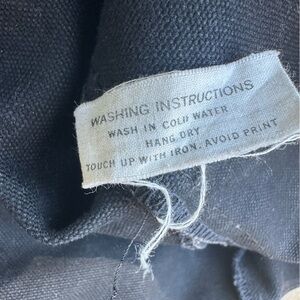 WASHING INSTRUCTIONS
WASH IN COLD WATER
HANG DRY
TOUCH UP WITH IRON. AVOID PRINT